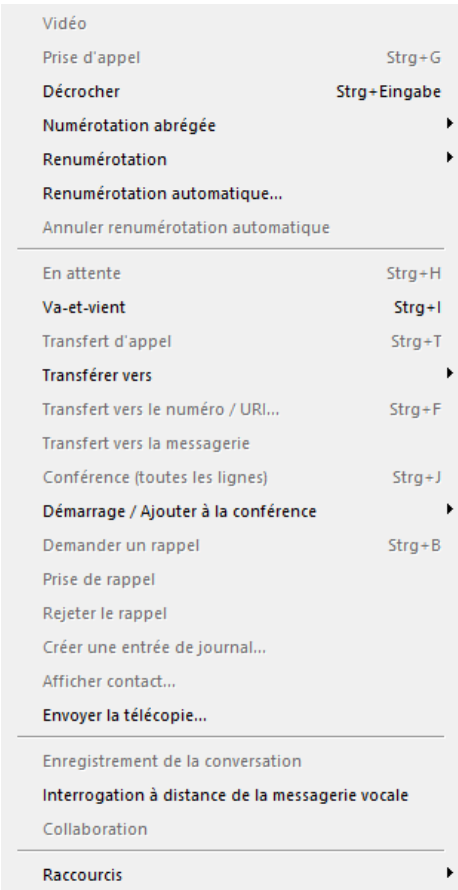 Vidéo
Prise d'appel Strg+G
Décrocher Strg+Eingabe
Numérotation abrégée
Renumérotation
Renumérotation automatique...
Annuler renumérotation automatique
En attente Strg+H
Va-et-vient Strg+I
Transfert d'appel Strg+T
Transférer vers
Transfert vers le numéro / URI... Strg+F
Transfert vers la messagerie
Conférence (toutes les lignes) Strg+J
Démarrage / Ajouter à la conférence
Demander un rappel Strg+B
Prise de rappel
Rejeter le rappel
Créer une entrée de journal...
Afficher contact...
Envoyer la télécopie...
Enregistrement de la conversation
Interrogation à distance de la messagerie vocale
Collaboration
Raccourcis